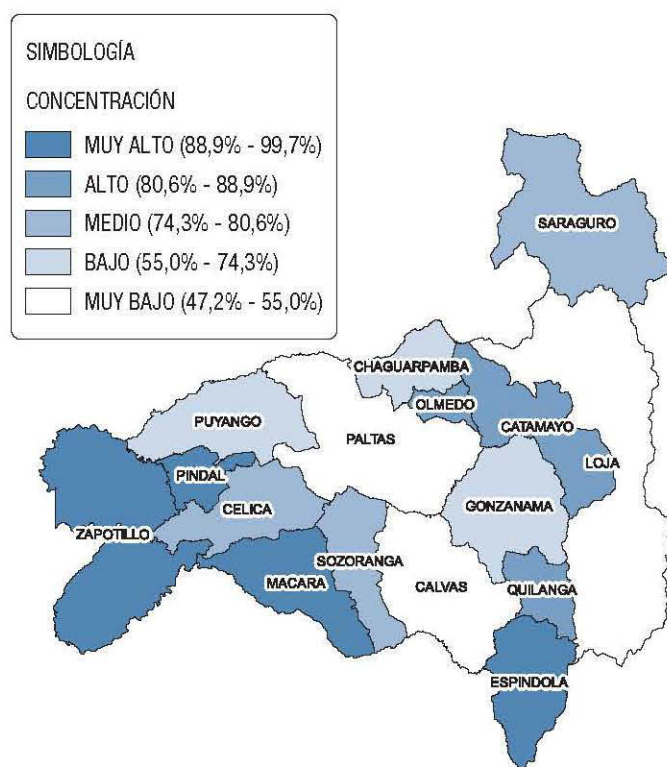 SIMBOLOGÍA
CONCENTRACIÓN
MUY ALTO (88,9% - 99,7%)
ALTO (80,6% - 88,9%)
MEDIO (74,3% - 80,6%)
BAJO (55,0% - 74,3%)
MUY BAJO (47,2% - 55,0%)
SARAGURO
CHAGUARPAMBA
OLMEDO
PUYANGO
CATAMAYO
PALTAS
LOJA
PINDAL
GONZANAMA
CELICA
ZAPOTILLO
SOZORANGA
MACARA
CALVAS
QUILANGA
ESPINDOLA